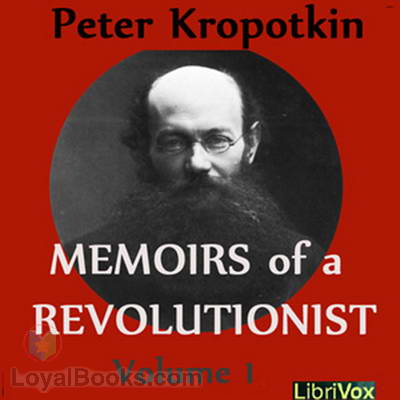 Peter Kropotkin
MEMOIRS of a
REVOLUTIONIST
Volume 1
LoyalBooks.com
LibriVox